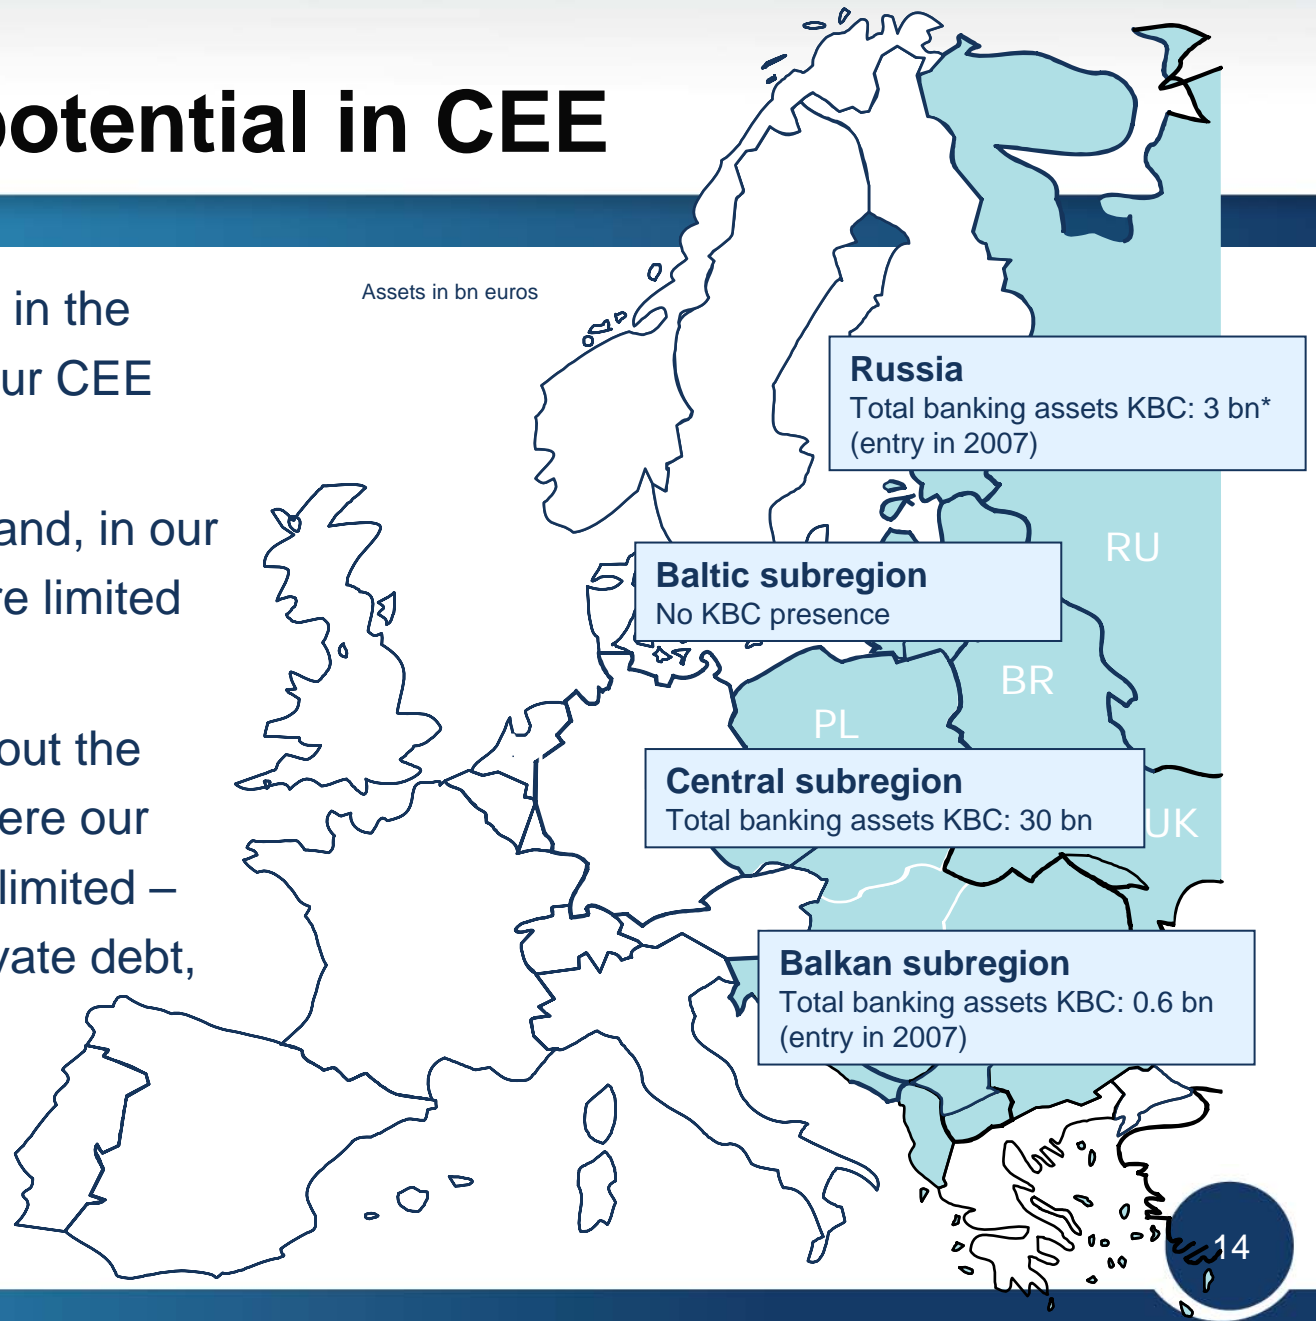 potential in CEE
in the
ur CEE
and, in our
re limited
out the
ere our
limited –
vate debt,
Assets in bn euros
Russia
Total banking assets KBC: 3 bn*
(entry in 2007)
RU
Baltic subregion
No KBC presence
BR
PL
Central subregion
Total banking assets KBC: 30 bn
UK
Balkan subregion
Total banking assets KBC: 0.6 bn
(entry in 2007)
14